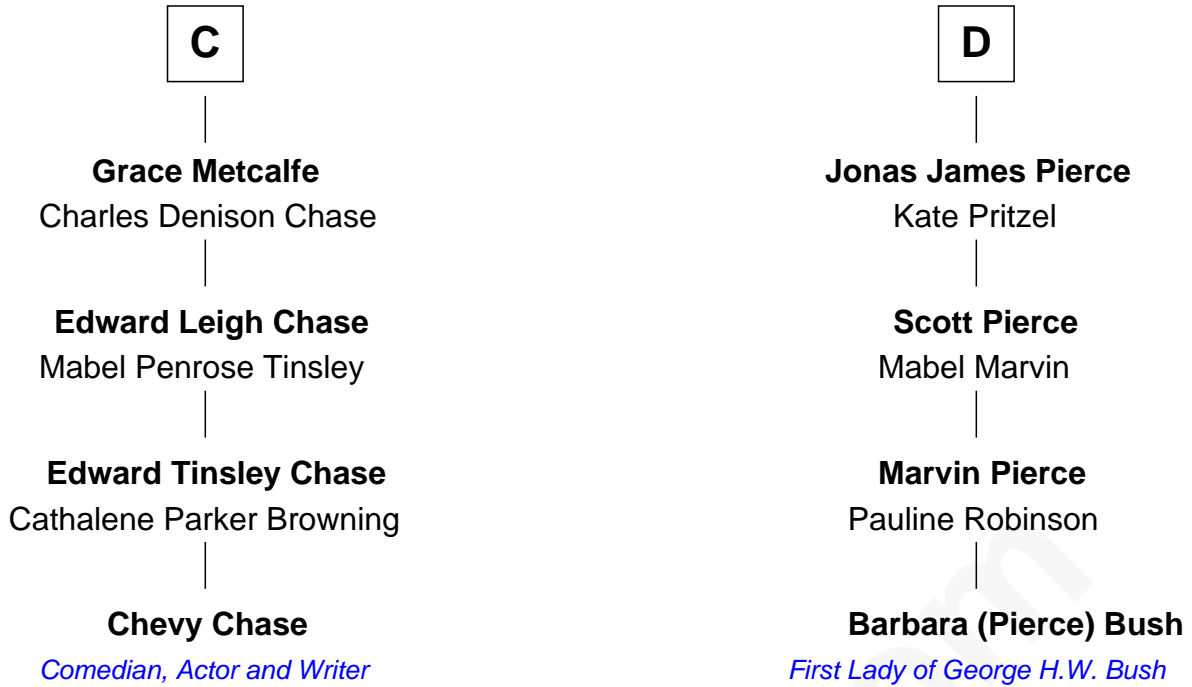 C
Grace Metcalfe
Charles Denison Chase
Edward Leigh Chase
Mabel Penrose Tinsley
Edward Tinsley Chase
Cathalene Parker Browning
Chevy Chase
Comedian, Actor and Writer
D
Jonas James Pierce
Kate Pritzel
Scott Pierce
Mabel Marvin
Marvin Pierce
Pauline Robinson
Barbara (Pierce) Bush
First Lady of George H.W. Bush